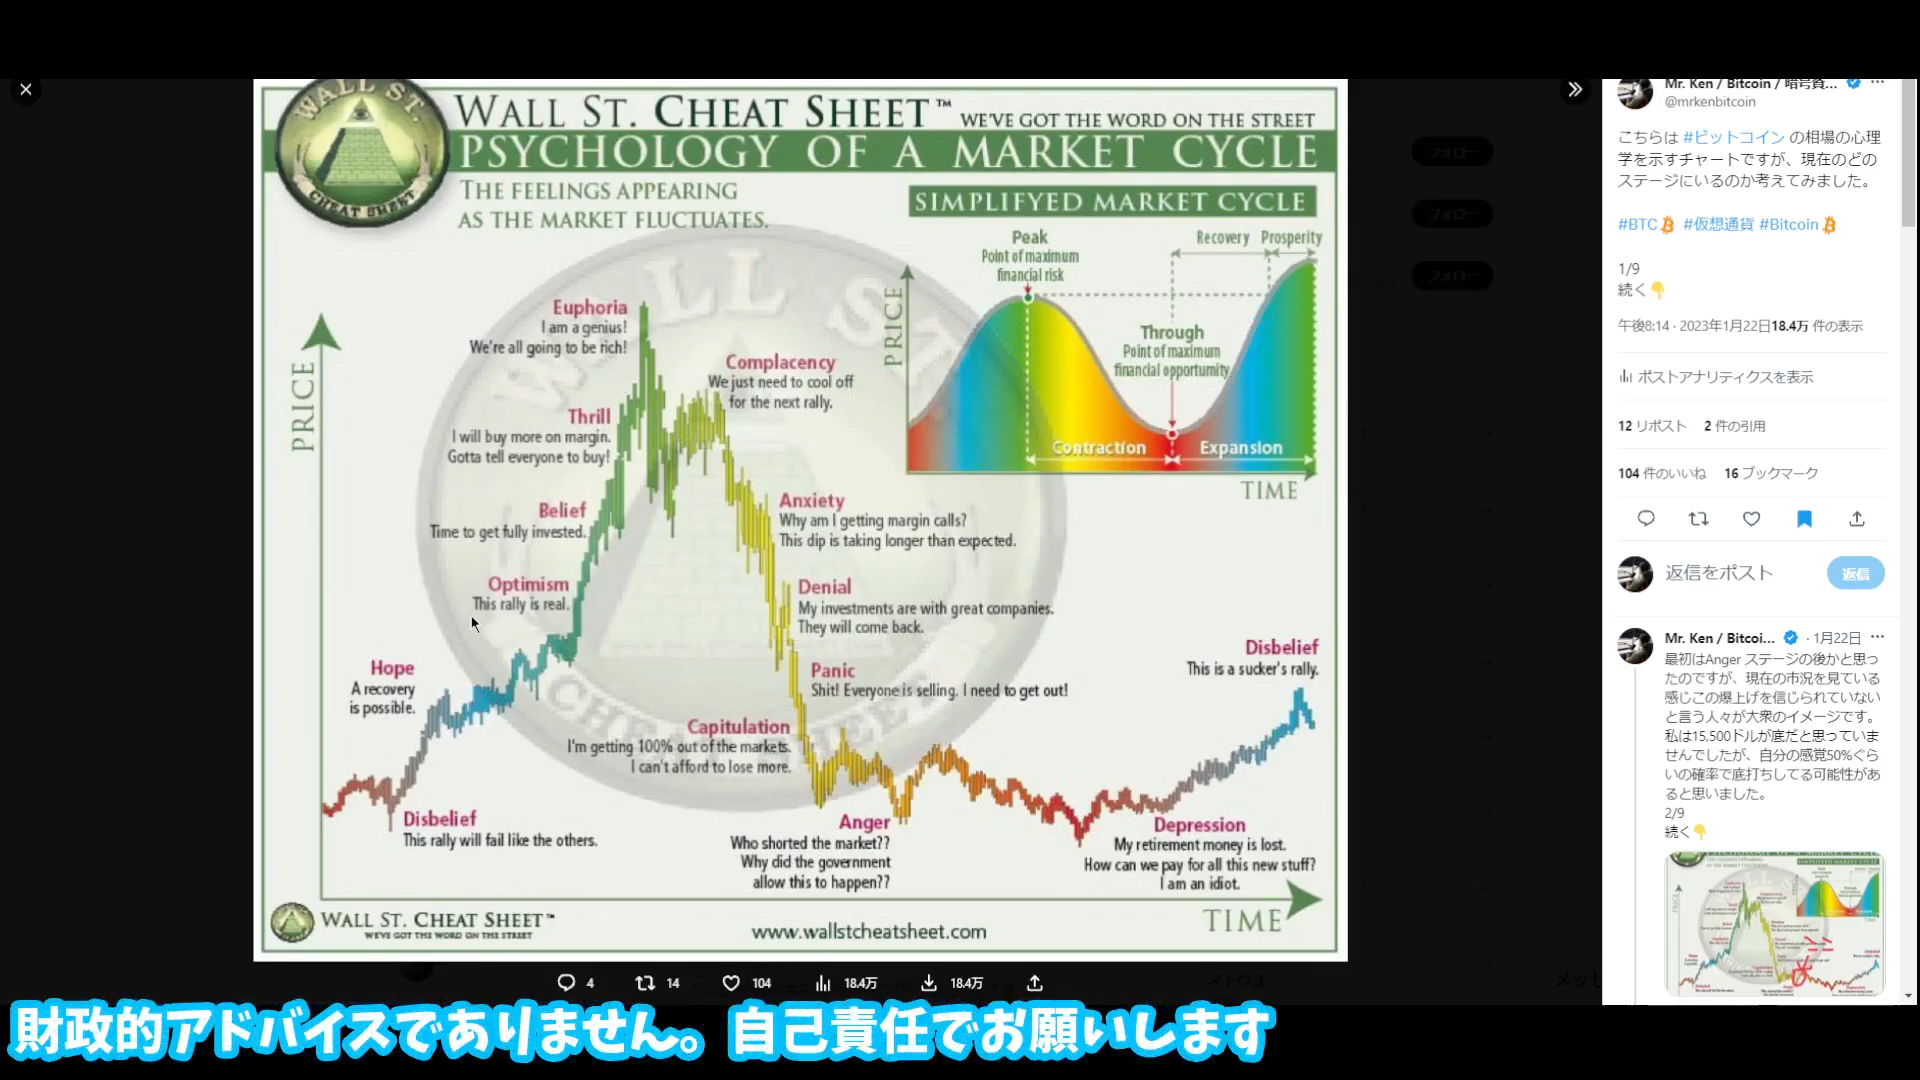 WALL ST.
CHEAT SHEET
WALL ST. CHEAT SHEET™
WE'VE GOT THE WORD ON THE STREET
PSYCHOLOGY OF A MARKET CYCLE
THE FEELINGS APPEARING
AS THE MARKET FLUCTUATES.
SIMPLIFYED MARKET CYCLE
Peak
Point of maximum
financial risk
Recovery
Prosperity
PRICE
Through
Point of maximum
financial opportunity
Contraction
Expansion
TIME
PRICE
Euphoria
I am a genius!
We're all going to be rich!
Complacency
We just need to cool off
for the next rally.
Thrill
I will buy more on margin.
Gotta tell everyone to buy!
Belief
Time to get fully invested.
Anxiety
Why am I getting margin calls?
This dip is taking longer than expected.
Optimism
This rally is real.
Denial
My investments are with great companies.
They will come back.
Hope
A recovery
is possible.
Panic
Shit! Everyone is selling. I need to get out!
Disbelief
This is a sucker's rally.
Capitulation
I'm getting 100% out of the markets.
I can't afford to lose more.
Disbelief
This rally will fail like the others.
Anger
Who shorted the market??
Why did the government
allow this to happen??
Depression
My retirement money is lost.
How can we pay for all this new stuff?
I am an idiot.
TIME
WALL ST. CHEAT SHEET™
WE'VE GOT THE WORD ON THE STREET
www.wallstcheatsheet.com
4 14 104 18.4万 18.4万
フォロー
フォロー
フォロー
Mr. Ken / Bitcoin / 暗号資...
@mrkenbitcoin
こちらは #ビットコイン の相場の心理
学を示すチャートですが、現在のどの
ステージにいるのか考えてみました。
#BTC #仮想通貨 #Bitcoin
1/9
続く👇
午後8:14 · 2023年1月22日18.4万 件の表示
ポストアナリティクスを表示
12 リポスト 2 件の引用
104 件のいいね 16 ブックマーク
返信をポスト
返信
Mr. Ken / Bitcoi... · 1月22日
最初はAnger ステージの後かと思っ
たのですが、現在の市況を見ている
感じこの爆上げを信じられていない
と言う人々が大衆のイメージです。
私は15,500ドルが底だと思っていま
せんでしたが、自分の感覚50%ぐら
いの確率で底打ちしてる可能性があ
ると思いました。
2/9
続く👇
財政的アドバイスでありません。自己責任でお願いします